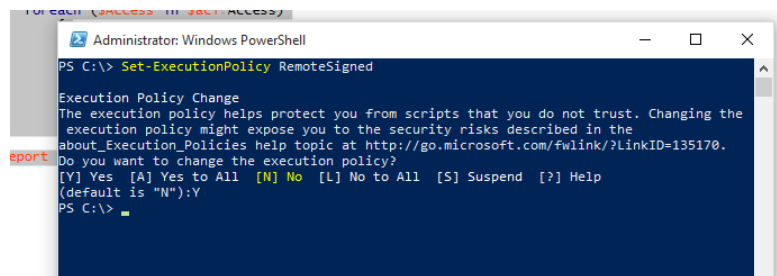 foreach ($Access in $acl.Access)
Administrator: Windows PowerShell
PS C:\> Set-ExecutionPolicy RemoteSigned
Execution Policy Change
The execution policy helps protect you from scripts that you do not trust. Changing the
execution policy might expose you to the security risks described in the
about_Execution_Policies help topic at http://go.microsoft.com/fwlink/?LinkID=135170.
eport
Do you want to change the execution policy?
[Y] Yes  [A] Yes to All  [N] No  [L] No to All  [S] Suspend  [?] Help
(default is "N"):Y
PS C:\>